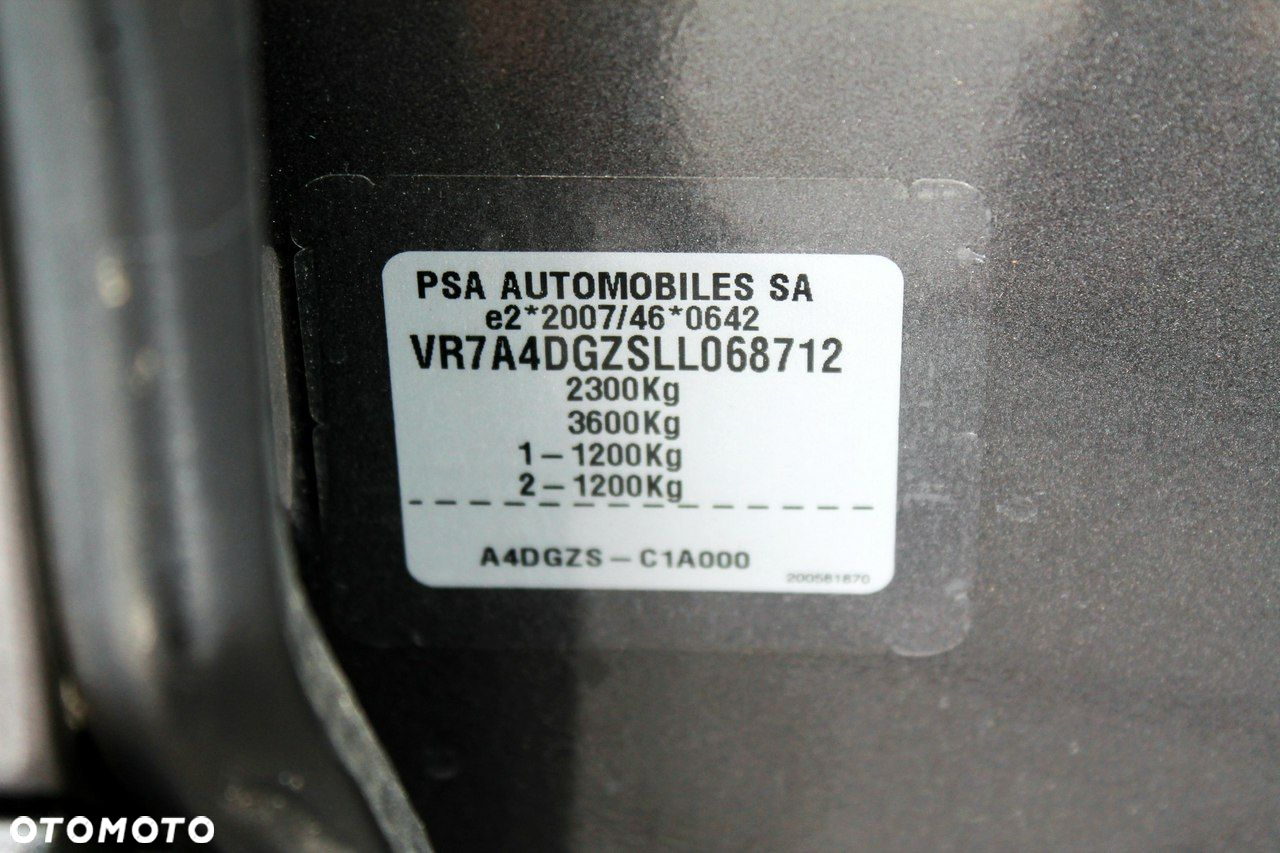 PSA AUTOMOBILES SA
e2*2007/46*0642
VR7A4DGZSLL068712
2300Kg
3600Kg
1-1200Kg
2-1200Kg
A4DGZS-C1A000
200581870
OTOMOTO